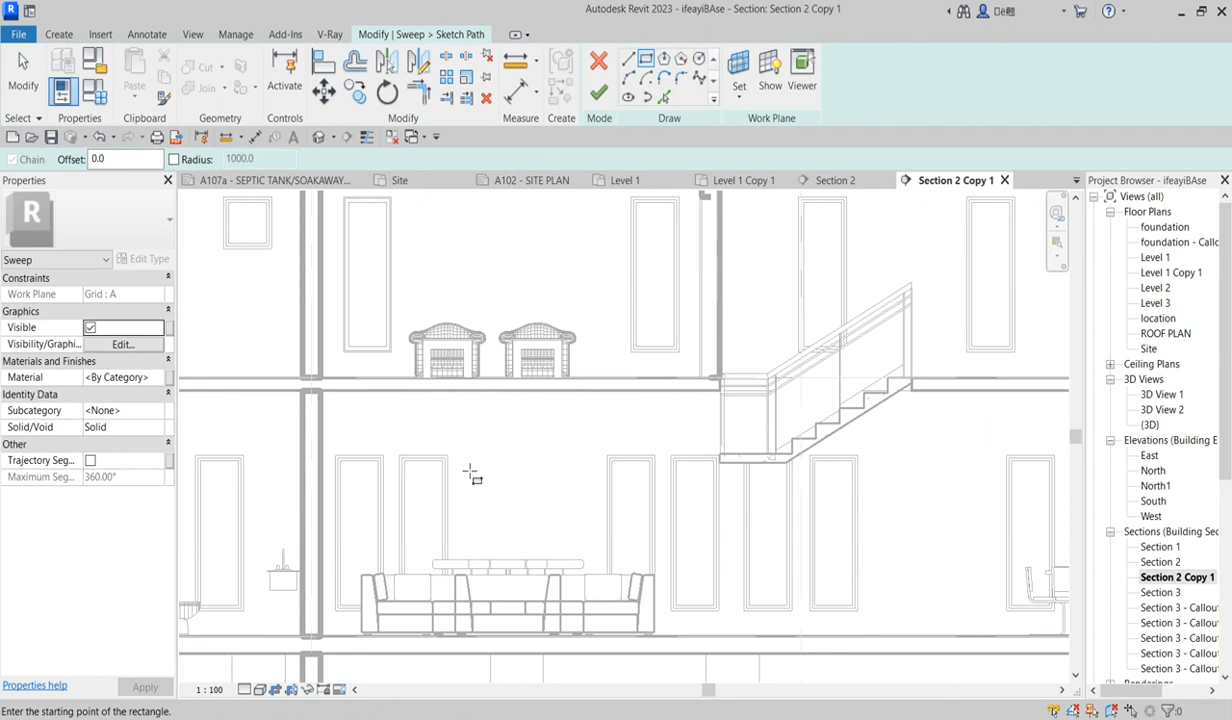 Autodesk Revit 2023 - ifeayiBAse - Section: Section 2 Copy 1
File Create Insert Annotate View Manage Add-Ins V-Ray Modify | Sweep > Sketch Path
Modify Paste Cut Join Activate Set Show Viewer
Select Properties Clipboard Geometry Controls Modify Measure Create Mode Draw Work Plane
Chain Offset: 0.0 Radius: 1000.0
Properties
A107a - SEPTIC TANK/SOAKAWAY... Site A102 - SITE PLAN Level 1 Level 1 Copy 1 Section 2 Section 2 Copy 1
Project Browser - ifeayiBAse
R
Sweep Edit Type
Constraints
Work Plane Grid : A
Graphics
Visible
Visibility/Graphi... Edit...
Materials and Finishes
Material <By Category>
Identity Data
Subcategory <None>
Solid/Void Solid
Other
Trajectory Seg...
Maximum Seg... 360.00°
Properties help Apply
Views (all)
Floor Plans
foundation
foundation - Callo
Level 1
Level 1 Copy 1
Level 2
Level 3
location
ROOF PLAN
Site
Ceiling Plans
3D Views
3D View 1
3D View 2
(3D)
Elevations (Building E
East
North
North1
South
West
Sections (Building Sec
Section 1
Section 2
Section 2 Copy 1
Section 3
Section 3 - Callou
Section 3 - Callou
Section 3 - Callou
Section 3 - Callou
Section 3 - Callou
1 : 100
Enter the starting point of the rectangle.
:0